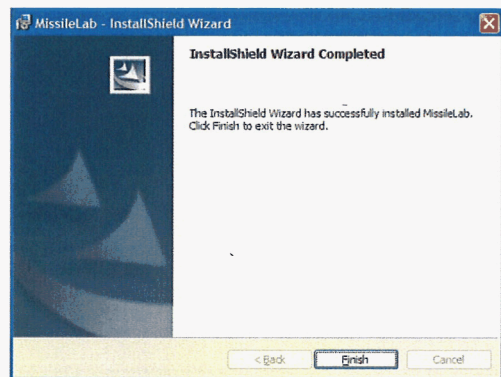 MissileLab - InstallShield Wizard
InstallShield Wizard Completed
The InstallShield Wizard has successfully installed MissileLab.
Click Finish to exit the wizard.
< Back
Finish
Cancel